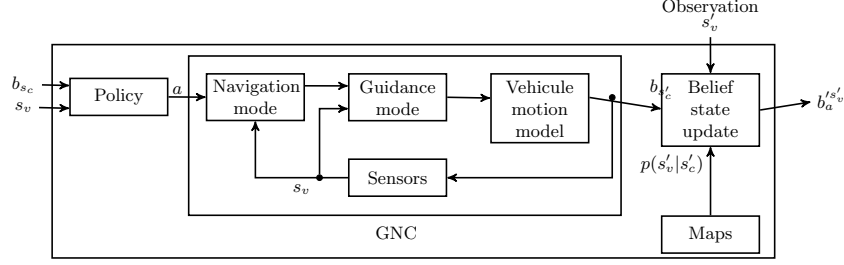 Observation
s′_v
b_{s_c}
s_v
Policy
a
Navigation
mode
Guidance
mode
Vehicule
motion
model
b_{s′_c}
Belief
state
update
b′^{s′_v}_a
s_v
Sensors
p(s′_v|s′_c)
GNC
Maps